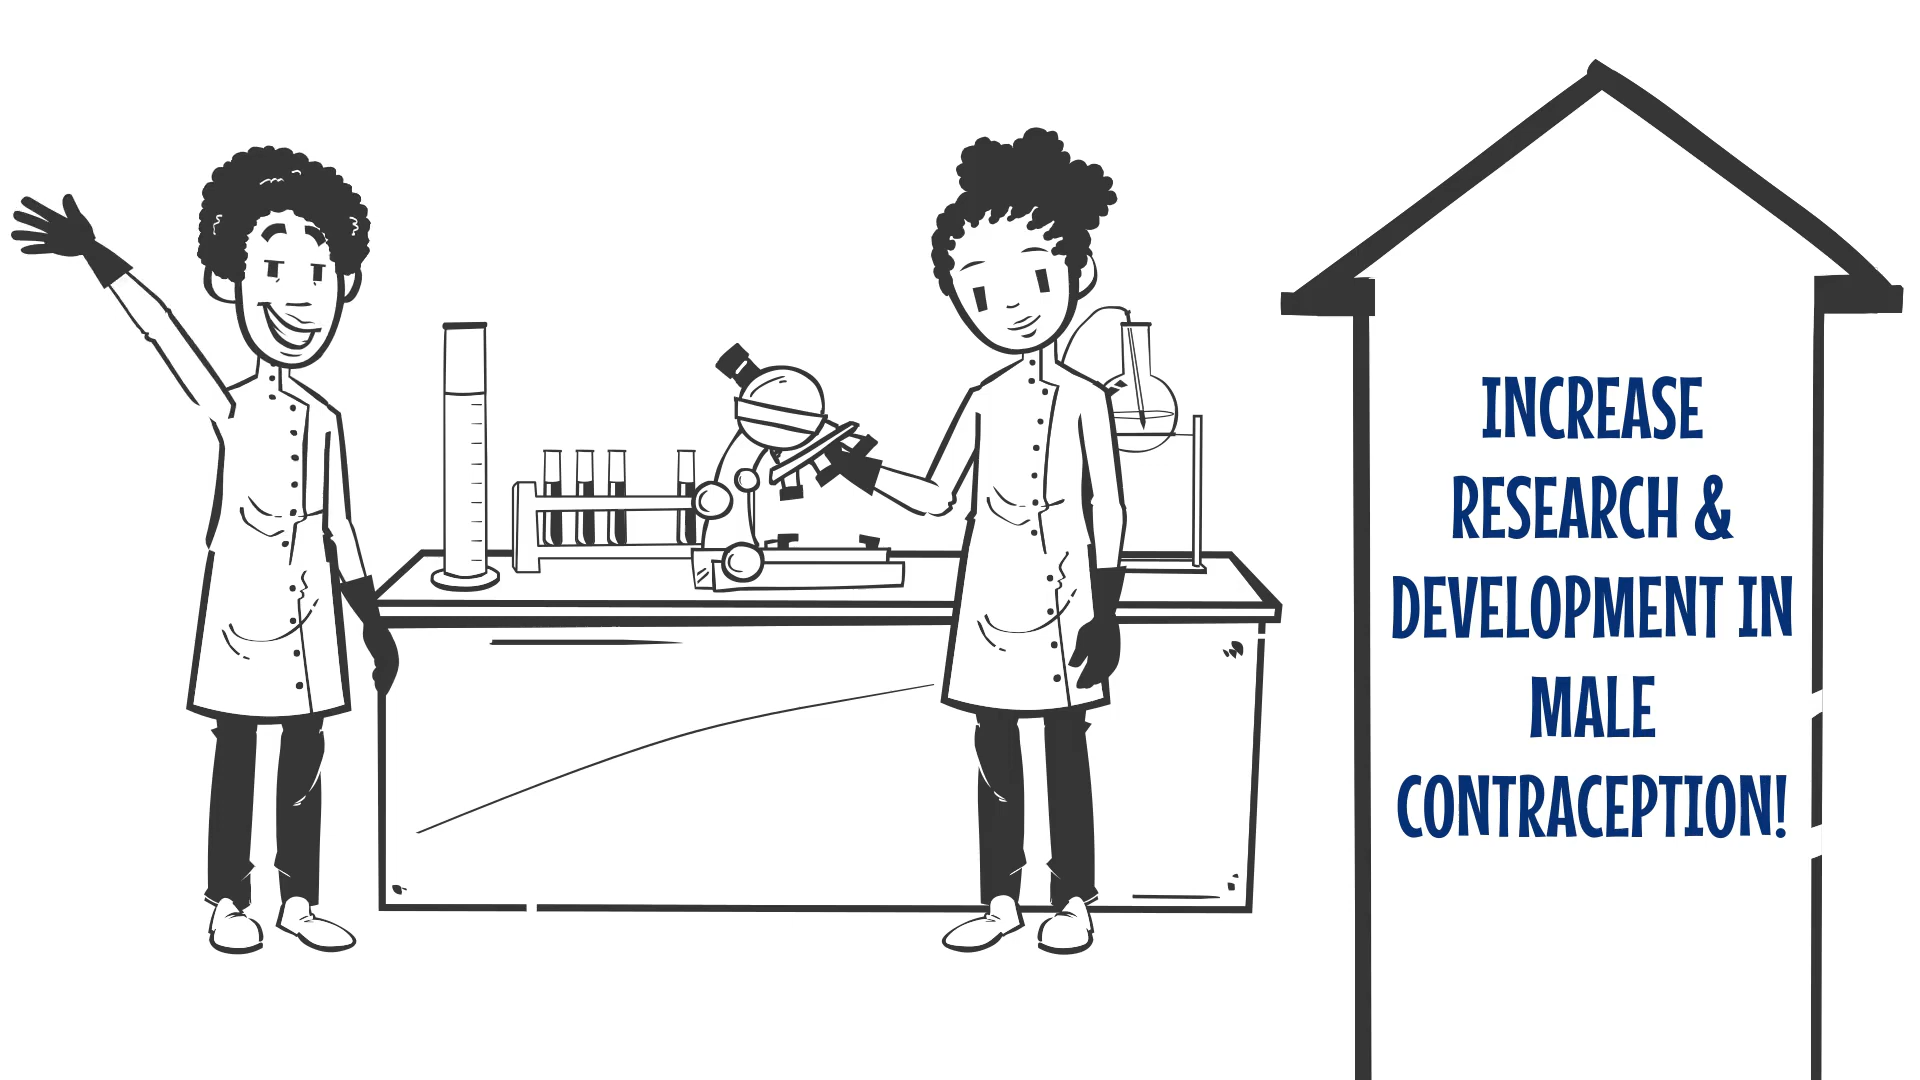 INCREASE
RESEARCH &
DEVELOPMENT IN
MALE
CONTRACEPTION!